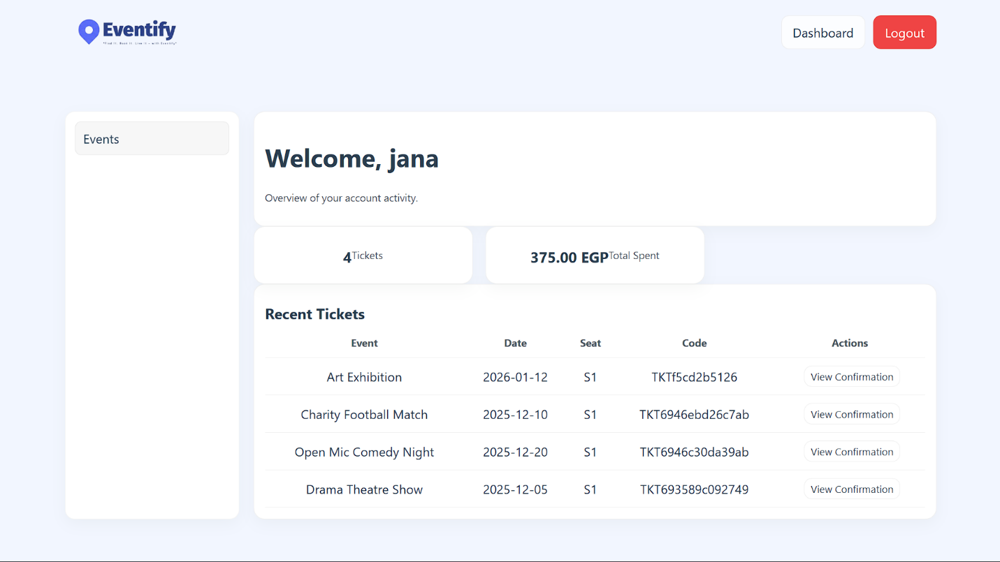 Eventify
"Find It. Book It. Live It – with Eventify"
Dashboard
Logout
Events
Welcome, jana
Overview of your account activity.
4Tickets
375.00 EGPTotal Spent
Recent Tickets
Event Date Seat Code Actions
Art Exhibition 2026-01-12 S1 TKTf5cd2b5126 View Confirmation
Charity Football Match 2025-12-10 S1 TKT6946ebd26c7ab View Confirmation
Open Mic Comedy Night 2025-12-20 S1 TKT6946c30da39ab View Confirmation
Drama Theatre Show 2025-12-05 S1 TKT693589c092749 View Confirmation